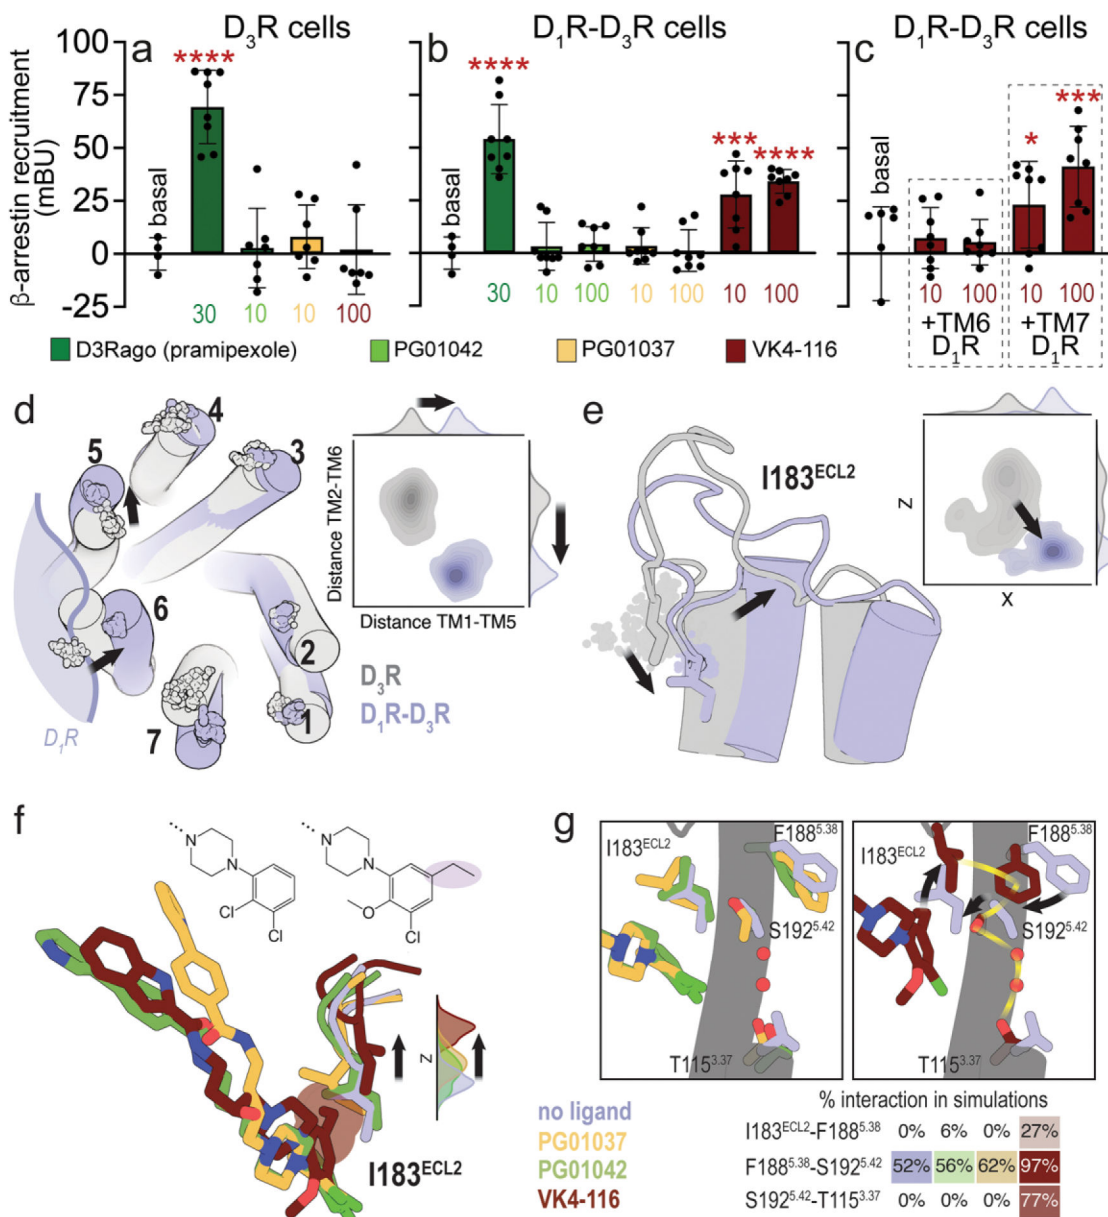 D3R cells
D1R-D3R cells
D1R-D3R cells
a
b
c
β-arrestin recruitment
(mBU)
100
75
50
25
0
-25
****
basal
30
10
10
100
****
***
****
basal
30
10
100
10
100
10
100
*
***
basal
10
100
10
100
+TM6
D1R
+TM7
D1R
D3Rago (pramipexole)
PG01042
PG01037
VK4-116
d
4
5
3
6
2
1
7
D1R
D3R
D1R-D3R
Distance TM2-TM6
Distance TM1-TM5
e
I183ECL2
Z
X
f
N
N
Cl
Cl
N
N
O
Cl
Z
I183ECL2
no ligand
PG01037
PG01042
VK4-116
g
I183ECL2
F1885.38
S1925.42
T1153.37
I183ECL2
F1885.38
S1925.42
T1153.37
% interaction in simulations
I183ECL2-F1885.38 0% 6% 0% 27%
F1885.38-S1925.42 52% 56% 62% 97%
S1925.42-T1153.37 0% 0% 0% 77%